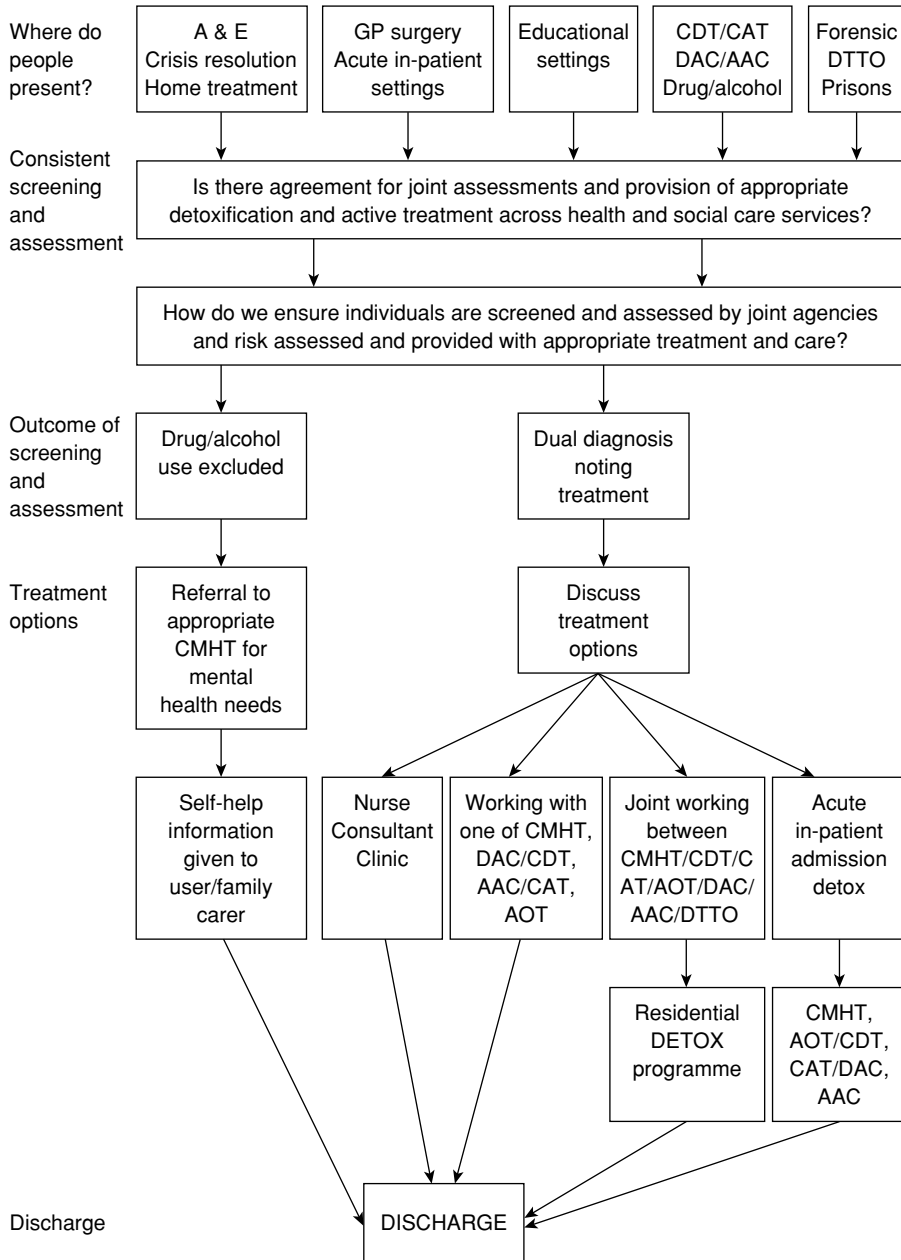 Where do
people
present?
A & E
Crisis resolution
Home treatment
GP surgery
Acute in-patient
settings
Educational
settings
CDT/CAT
DAC/AAC
Drug/alcohol
Forensic
DTTO
Prisons
Consistent
screening
and
assessment
Is there agreement for joint assessments and provision of appropriate
detoxification and active treatment across health and social care services?
How do we ensure individuals are screened and assessed by joint agencies
and risk assessed and provided with appropriate treatment and care?
Outcome of
screening
and
assessment
Drug/alcohol
use excluded
Dual diagnosis
noting
treatment
Treatment
options
Referral to
appropriate
CMHT for
mental
health needs
Discuss
treatment
options
Self-help
information
given to
user/family
carer
Nurse
Consultant
Clinic
Working with
one of CMHT,
DAC/CDT,
AAC/CAT,
AOT
Joint working
between
CMHT/CDT/C
AT/AOT/DAC/
AAC/DTTO
Acute
in-patient
admission
detox
Residential
DETOX
programme
CMHT,
AOT/CDT,
CAT/DAC,
AAC
Discharge
DISCHARGE